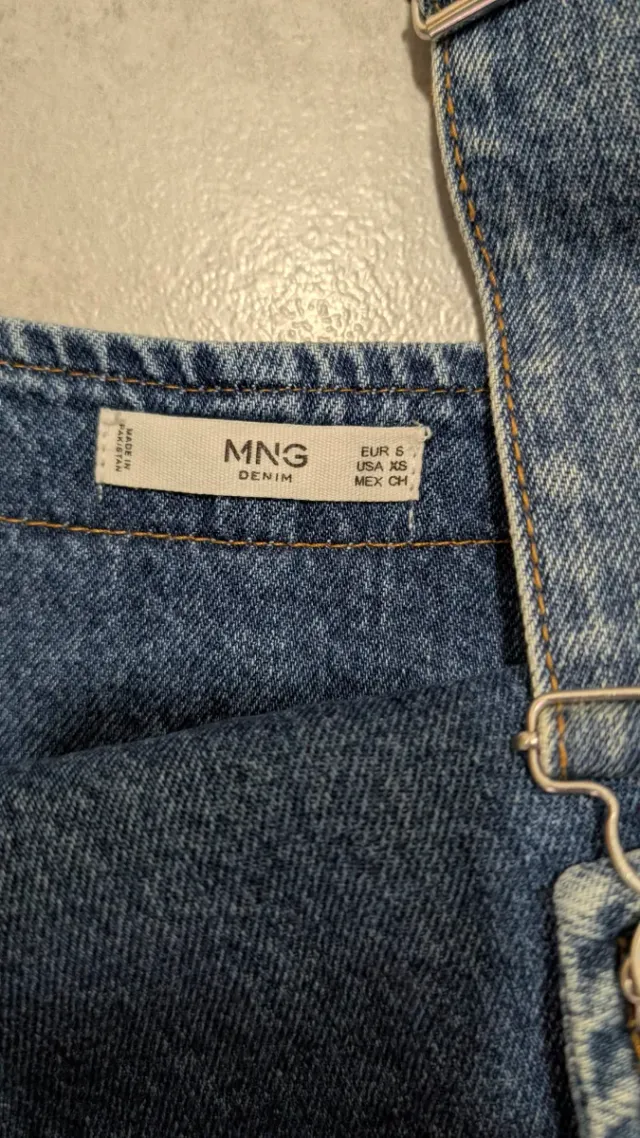 MADE IN
PAKISTAN
MNG
DENIM
EUR S
USA XS
MEX CH